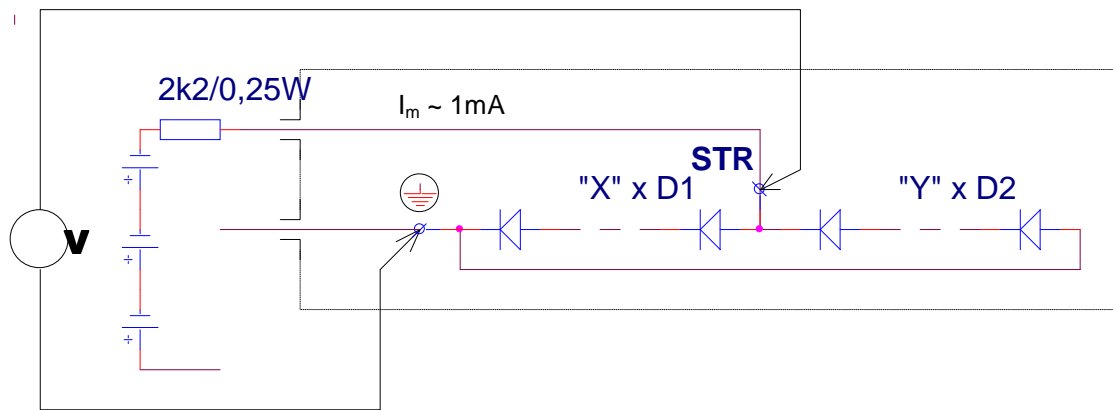 2k2/0,25W
Im ~ 1mA
STR
"X" x D1
"Y" x D2
V
÷
÷
÷